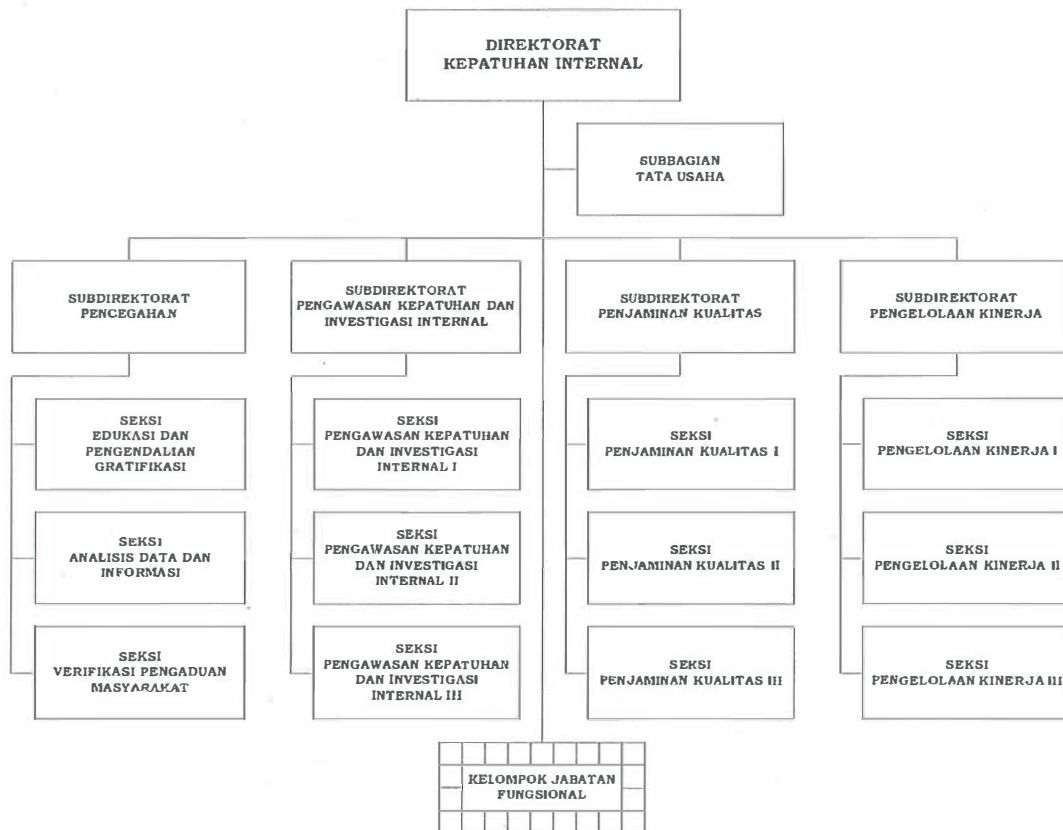 DIREKTORAT
KEPATUHAN INTERNAL
SUBBAGIAN
TATA USAHA
SUBDIREKTORAT
PENCEGAHAN
SUBDIREKTORAT
PENGAWASAN KEPATUHAN DAN
INVESTIGASI INTERNAL
SUBDIREKTORAT
PENJAMINAN KUALITAS
SUBDIREKTORAT
PENGELOLAAN KINERJA
SEKSI
EDUKASI DAN
PENGENDALIAN
GRATIFIKASI
SEKSI
PENGAWASAN KEPATUHAN
DAN INVESTIGASI
INTERNAL I
SEKSI
PENJAMINAN KUALITAS I
SEKSI
PENGELOLAAN KINERJA I
SEKSI
ANALISIS DATA DAN
INFORMASI
SEKSI
PENGAWASAN KEPATUHAN
DAN INVESTIGASI
INTERNAL II
SEKSI
PENJAMINAN KUALITAS II
SEKSI
PENGELOLAAN KINERJA II
SEKSI
VERIFIKASI PENGADUAN
MASYARAKAT
SEKSI
PENGAWASAN KEPATUHAN
DAN INVESTIGASI
INTERNAL III
SEKSI
PENJAMINAN KUALITAS III
SEKSI
PENGELOLAAN KINERJA III
KELOMPOK JABATAN
FUNGSIONAL